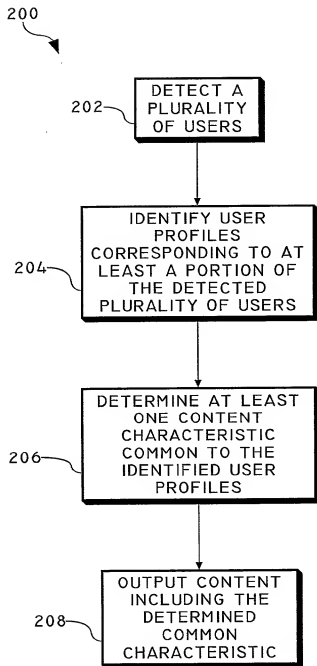 200
202
DETECT A
PLURALITY
OF USERS
204
IDENTIFY USER
PROFILES
CORRESPONDING TO AT
LEAST A PORTION OF
THE DETECTED
PLURALITY OF USERS
206
DETERMINE AT LEAST
ONE CONTENT
CHARACTERISTIC
COMMON TO THE
IDENTIFIED USER
PROFILES
208
OUTPUT CONTENT
INCLUDING THE
DETERMINED
COMMON
CHARACTERISTIC